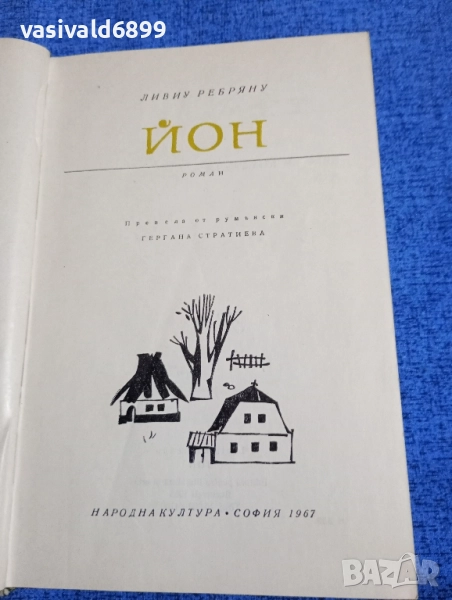 vasivald6899
ЛИВИУ РЕБРЯНУ
ЙОН
РОМАН
Превела от румънски
ГЕРГАНА СТРАТИЕВА
НАРОДНА КУЛТУРА • СОФИЯ 1967
BAZAR